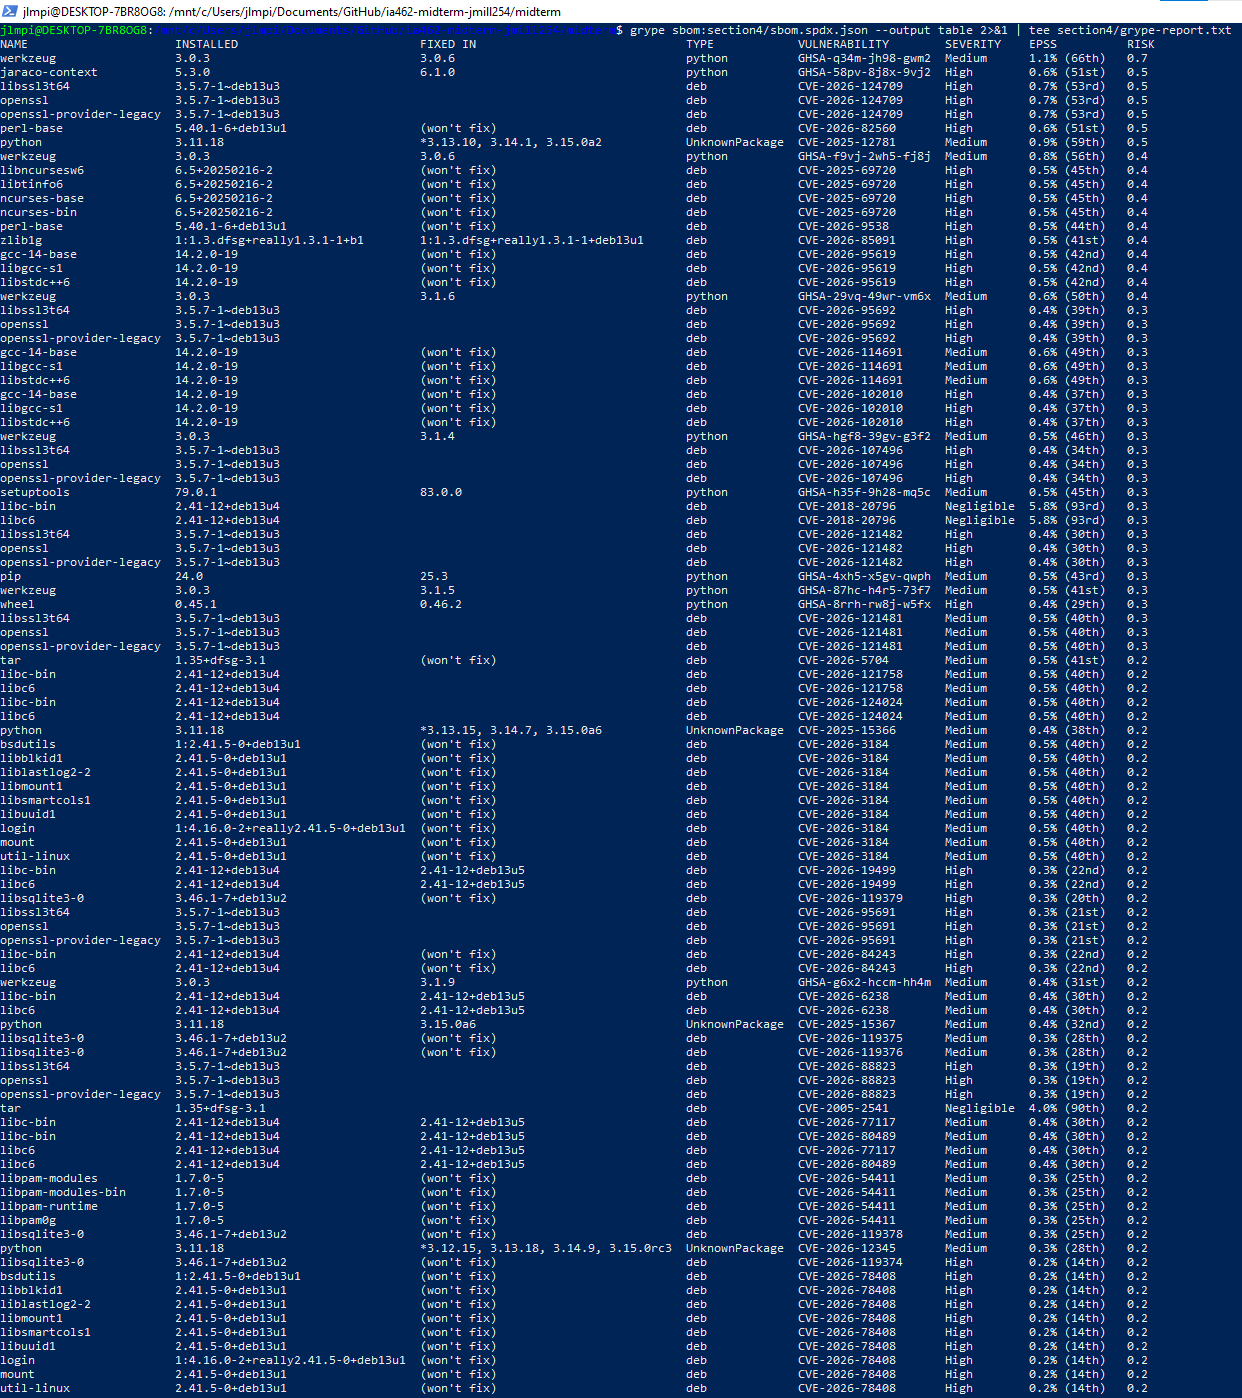 jlmpi@DESKTOP-7BR8OG8: /mnt/c/Users/jlmpi/Documents/GitHub/ia462-midterm-jmill254/midterm
jlmpi@DESKTOP-7BR8OG8:$ grype sbom:section4/sbom.spdx.json --output table 2>&1 | tee section4/grype-report.txt
NAME INSTALLED FIXED IN TYPE VULNERABILITY SEVERITY EPSS RISK
werkzeug 3.0.3 3.0.6 python GHSA-q34m-jh98-gwm2 Medium 1.1% (66th) 0.7
jaraco-context 5.3.0 6.1.0 python GHSA-58pv-8j8x-9vj2 High 0.6% (51st) 0.5
libssl3t64 3.5.7-1~deb13u3 deb CVE-2026-124709 High 0.7% (53rd) 0.5
openssl 3.5.7-1~deb13u3 deb CVE-2026-124709 High 0.7% (53rd) 0.5
openssl-provider-legacy 3.5.7-1~deb13u3 deb CVE-2026-124709 High 0.7% (53rd) 0.5
perl-base 5.40.1-6+deb13u1 (won't fix) deb CVE-2026-82560 High 0.6% (51st) 0.5
python 3.11.18 *3.13.10, 3.14.1, 3.15.0a2 UnknownPackage CVE-2025-12781 Medium 0.9% (59th) 0.5
werkzeug 3.0.3 3.0.6 python GHSA-f9vj-2wh5-fj8j Medium 0.8% (56th) 0.4
libncursesw6 6.5+20250216-2 (won't fix) deb CVE-2025-69720 High 0.5% (45th) 0.4
libtinfo6 6.5+20250216-2 (won't fix) deb CVE-2025-69720 High 0.5% (45th) 0.4
ncurses-base 6.5+20250216-2 (won't fix) deb CVE-2025-69720 High 0.5% (45th) 0.4
ncurses-bin 6.5+20250216-2 (won't fix) deb CVE-2025-69720 High 0.5% (45th) 0.4
perl-base 5.40.1-6+deb13u1 (won't fix) deb CVE-2026-9538 High 0.5% (44th) 0.4
zlib1g 1:1.3.dfsg+really1.3.1-1+b1 1:1.3.dfsg+really1.3.1-1+deb13u1 deb CVE-2026-85091 High 0.5% (41st) 0.4
gcc-14-base 14.2.0-19 (won't fix) deb CVE-2026-95619 High 0.5% (42nd) 0.4
libgcc-s1 14.2.0-19 (won't fix) deb CVE-2026-95619 High 0.5% (42nd) 0.4
libstdc++6 14.2.0-19 (won't fix) deb CVE-2026-95619 High 0.5% (42nd) 0.4
werkzeug 3.0.3 3.1.6 python GHSA-29vq-49wr-vm6x Medium 0.6% (50th) 0.4
libssl3t64 3.5.7-1~deb13u3 deb CVE-2026-95692 High 0.4% (39th) 0.3
openssl 3.5.7-1~deb13u3 deb CVE-2026-95692 High 0.4% (39th) 0.3
openssl-provider-legacy 3.5.7-1~deb13u3 deb CVE-2026-95692 High 0.4% (39th) 0.3
gcc-14-base 14.2.0-19 (won't fix) deb CVE-2026-114691 Medium 0.6% (49th) 0.3
libgcc-s1 14.2.0-19 (won't fix) deb CVE-2026-114691 Medium 0.6% (49th) 0.3
libstdc++6 14.2.0-19 (won't fix) deb CVE-2026-114691 Medium 0.6% (49th) 0.3
gcc-14-base 14.2.0-19 (won't fix) deb CVE-2026-102010 High 0.4% (37th) 0.3
libgcc-s1 14.2.0-19 (won't fix) deb CVE-2026-102010 High 0.4% (37th) 0.3
libstdc++6 14.2.0-19 (won't fix) deb CVE-2026-102010 High 0.4% (37th) 0.3
werkzeug 3.0.3 3.1.4 python GHSA-hgf8-39gv-g3f2 Medium 0.5% (46th) 0.3
libssl3t64 3.5.7-1~deb13u3 deb CVE-2026-107496 High 0.4% (34th) 0.3
openssl 3.5.7-1~deb13u3 deb CVE-2026-107496 High 0.4% (34th) 0.3
openssl-provider-legacy 3.5.7-1~deb13u3 deb CVE-2026-107496 High 0.4% (34th) 0.3
setuptools 79.0.1 83.0.0 python GHSA-h35f-9h28-mq5c Medium 0.5% (45th) 0.3
libc-bin 2.41-12+deb13u4 deb CVE-2018-20796 Negligible 5.8% (93rd) 0.3
libc6 2.41-12+deb13u4 deb CVE-2018-20796 Negligible 5.8% (93rd) 0.3
libssl3t64 3.5.7-1~deb13u3 deb CVE-2026-121482 High 0.4% (30th) 0.3
openssl 3.5.7-1~deb13u3 deb CVE-2026-121482 High 0.4% (30th) 0.3
openssl-provider-legacy 3.5.7-1~deb13u3 deb CVE-2026-121482 High 0.4% (30th) 0.3
pip 24.0 25.3 python GHSA-4xh5-x5gv-qwph Medium 0.5% (43rd) 0.3
werkzeug 3.0.3 3.1.5 python GHSA-87hc-h4r5-73f7 Medium 0.5% (41st) 0.3
wheel 0.45.1 0.46.2 python GHSA-8rrh-rw8j-w5fx High 0.4% (29th) 0.3
libssl3t64 3.5.7-1~deb13u3 deb CVE-2026-121481 Medium 0.5% (40th) 0.3
openssl 3.5.7-1~deb13u3 deb CVE-2026-121481 Medium 0.5% (40th) 0.3
openssl-provider-legacy 3.5.7-1~deb13u3 deb CVE-2026-121481 Medium 0.5% (40th) 0.3
tar 1.35+dfsg-3.1 (won't fix) deb CVE-2026-5704 Medium 0.5% (41st) 0.2
libc-bin 2.41-12+deb13u4 deb CVE-2026-121758 Medium 0.5% (40th) 0.2
libc6 2.41-12+deb13u4 deb CVE-2026-121758 Medium 0.5% (40th) 0.2
libc-bin 2.41-12+deb13u4 deb CVE-2026-124024 Medium 0.5% (40th) 0.2
libc6 2.41-12+deb13u4 deb CVE-2026-124024 Medium 0.5% (40th) 0.2
python 3.11.18 *3.13.15, 3.14.7, 3.15.0a6 UnknownPackage CVE-2025-15366 Medium 0.4% (38th) 0.2
bsdutils 1:2.41.5-0+deb13u1 (won't fix) deb CVE-2026-3184 Medium 0.5% (40th) 0.2
libblkid1 2.41.5-0+deb13u1 (won't fix) deb CVE-2026-3184 Medium 0.5% (40th) 0.2
liblastlog2-2 2.41.5-0+deb13u1 (won't fix) deb CVE-2026-3184 Medium 0.5% (40th) 0.2
libmount1 2.41.5-0+deb13u1 (won't fix) deb CVE-2026-3184 Medium 0.5% (40th) 0.2
libsmartcols1 2.41.5-0+deb13u1 (won't fix) deb CVE-2026-3184 Medium 0.5% (40th) 0.2
libuuid1 2.41.5-0+deb13u1 (won't fix) deb CVE-2026-3184 Medium 0.5% (40th) 0.2
login 1:4.16.0-2+really2.41.5-0+deb13u1 (won't fix) deb CVE-2026-3184 Medium 0.5% (40th) 0.2
mount 2.41.5-0+deb13u1 (won't fix) deb CVE-2026-3184 Medium 0.5% (40th) 0.2
util-linux 2.41.5-0+deb13u1 (won't fix) deb CVE-2026-3184 Medium 0.5% (40th) 0.2
libc-bin 2.41-12+deb13u4 2.41-12+deb13u5 deb CVE-2026-19499 High 0.3% (22nd) 0.2
libc6 2.41-12+deb13u4 2.41-12+deb13u5 deb CVE-2026-19499 High 0.3% (22nd) 0.2
libsqlite3-0 3.46.1-7+deb13u2 (won't fix) deb CVE-2026-119379 High 0.3% (20th) 0.2
libssl3t64 3.5.7-1~deb13u3 deb CVE-2026-95691 High 0.3% (21st) 0.2
openssl 3.5.7-1~deb13u3 deb CVE-2026-95691 High 0.3% (21st) 0.2
openssl-provider-legacy 3.5.7-1~deb13u3 deb CVE-2026-95691 High 0.3% (21st) 0.2
libc-bin 2.41-12+deb13u4 (won't fix) deb CVE-2026-84243 High 0.3% (22nd) 0.2
libc6 2.41-12+deb13u4 (won't fix) deb CVE-2026-84243 High 0.3% (22nd) 0.2
werkzeug 3.0.3 3.1.9 python GHSA-g6x2-hccm-hh4m Medium 0.4% (31st) 0.2
libc-bin 2.41-12+deb13u4 2.41-12+deb13u5 deb CVE-2026-6238 Medium 0.4% (30th) 0.2
libc6 2.41-12+deb13u4 2.41-12+deb13u5 deb CVE-2026-6238 Medium 0.4% (30th) 0.2
python 3.11.18 3.15.0a6 UnknownPackage CVE-2025-15367 Medium 0.4% (32nd) 0.2
libsqlite3-0 3.46.1-7+deb13u2 (won't fix) deb CVE-2026-119375 Medium 0.3% (28th) 0.2
libsqlite3-0 3.46.1-7+deb13u2 (won't fix) deb CVE-2026-119376 Medium 0.3% (28th) 0.2
libssl3t64 3.5.7-1~deb13u3 deb CVE-2026-88823 High 0.3% (19th) 0.2
openssl 3.5.7-1~deb13u3 deb CVE-2026-88823 High 0.3% (19th) 0.2
openssl-provider-legacy 3.5.7-1~deb13u3 deb CVE-2026-88823 High 0.3% (19th) 0.2
tar 1.35+dfsg-3.1 deb CVE-2005-2541 Negligible 4.0% (90th) 0.2
libc-bin 2.41-12+deb13u4 2.41-12+deb13u5 deb CVE-2026-77117 Medium 0.4% (30th) 0.2
libc-bin 2.41-12+deb13u4 2.41-12+deb13u5 deb CVE-2026-80489 Medium 0.4% (30th) 0.2
libc6 2.41-12+deb13u4 2.41-12+deb13u5 deb CVE-2026-77117 Medium 0.4% (30th) 0.2
libc6 2.41-12+deb13u4 2.41-12+deb13u5 deb CVE-2026-80489 Medium 0.4% (30th) 0.2
libpam-modules 1.7.0-5 (won't fix) deb CVE-2026-54411 Medium 0.3% (25th) 0.2
libpam-modules-bin 1.7.0-5 (won't fix) deb CVE-2026-54411 Medium 0.3% (25th) 0.2
libpam-runtime 1.7.0-5 (won't fix) deb CVE-2026-54411 Medium 0.3% (25th) 0.2
libpam0g 1.7.0-5 (won't fix) deb CVE-2026-54411 Medium 0.3% (25th) 0.2
libsqlite3-0 3.46.1-7+deb13u2 (won't fix) deb CVE-2026-119378 Medium 0.3% (25th) 0.2
python 3.11.18 *3.12.15, 3.13.18, 3.14.9, 3.15.0rc3 UnknownPackage CVE-2026-12345 Medium 0.3% (28th) 0.2
libsqlite3-0 3.46.1-7+deb13u2 (won't fix) deb CVE-2026-119374 High 0.2% (14th) 0.2
bsdutils 1:2.41.5-0+deb13u1 (won't fix) deb CVE-2026-78408 High 0.2% (14th) 0.2
libblkid1 2.41.5-0+deb13u1 (won't fix) deb CVE-2026-78408 High 0.2% (14th) 0.2
liblastlog2-2 2.41.5-0+deb13u1 (won't fix) deb CVE-2026-78408 High 0.2% (14th) 0.2
libmount1 2.41.5-0+deb13u1 (won't fix) deb CVE-2026-78408 High 0.2% (14th) 0.2
libsmartcols1 2.41.5-0+deb13u1 (won't fix) deb CVE-2026-78408 High 0.2% (14th) 0.2
libuuid1 2.41.5-0+deb13u1 (won't fix) deb CVE-2026-78408 High 0.2% (14th) 0.2
login 1:4.16.0-2+really2.41.5-0+deb13u1 (won't fix) deb CVE-2026-78408 High 0.2% (14th) 0.2
mount 2.41.5-0+deb13u1 (won't fix) deb CVE-2026-78408 High 0.2% (14th) 0.2
util-linux 2.41.5-0+deb13u1 (won't fix) deb CVE-2026-78408 High 0.2% (14th) 0.2